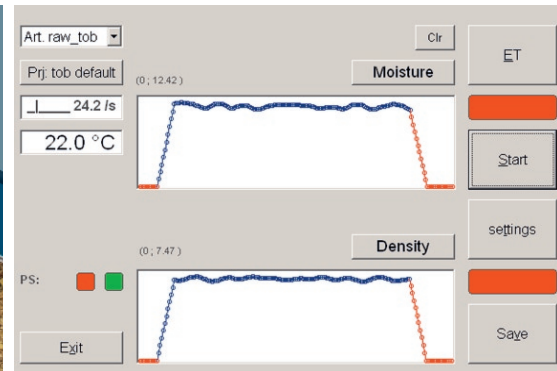 Art. raw_tob
Clr
ET
Prj: tob default
(0 ; 12.42 )
Moisture
24.2 /s
22.0 °C
Start
settings
(0 ; 7.47 )
Density
PS:
Exit
Save